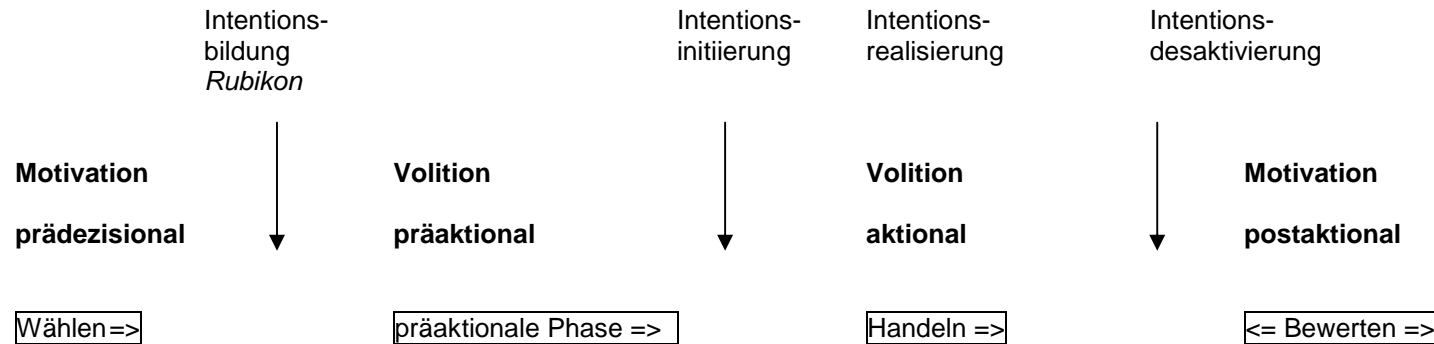 Intentions- Intentions- Intentions- Intentions-
bildung initiierung realisierung desaktivierung
Rubikon
Motivation Volition Volition Motivation
prädezisional präaktional aktional postaktional
Wählen=> präaktionale Phase => Handeln => <= Bewerten =>